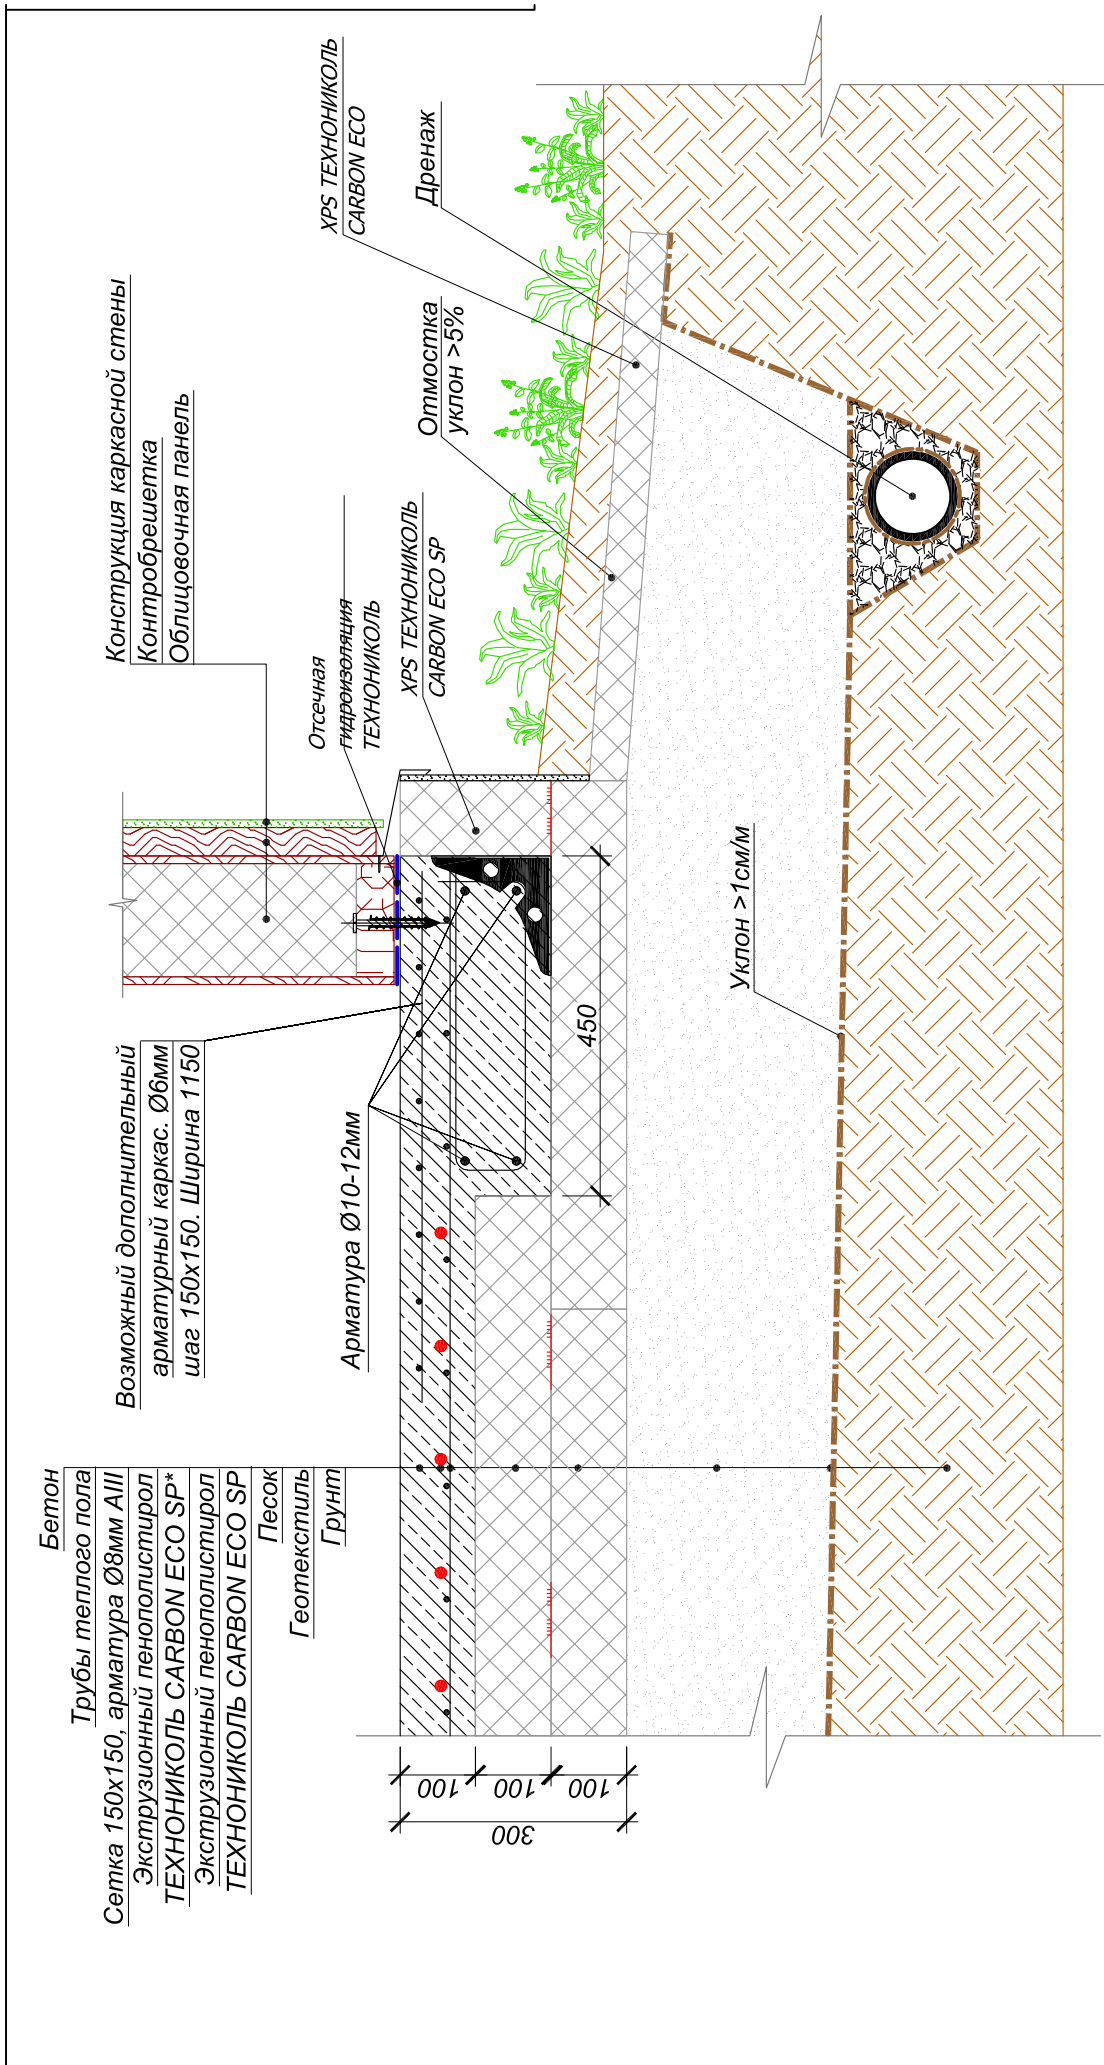 Бетон
Трубы теплого пола
Сетка 150х150, арматура Ø8мм АIII
Экструзионный пенополистирол
ТЕХНОНИКОЛЬ CARBON ECO SP*
Экструзионный пенополистирол
ТЕХНОНИКОЛЬ CARBON ECO SP
Песок
Геотекстиль
Грунт
Возможный дополнительный
арматурный каркас. Ø6мм
шаг 150х150. Ширина 1150
Арматура Ø10-12мм
Конструкция каркасной стены
Контробрешетка
Облицовочная панель
Отсечная
гидроизоляция
ТЕХНОНИКОЛЬ
XPS ТЕХНОНИКОЛЬ
CARBON ECO SP
Отмостка
уклон >5%
XPS ТЕХНОНИКОЛЬ
CARBON ECO
Дренаж
Уклон >1см/м
450
100
100
100
300